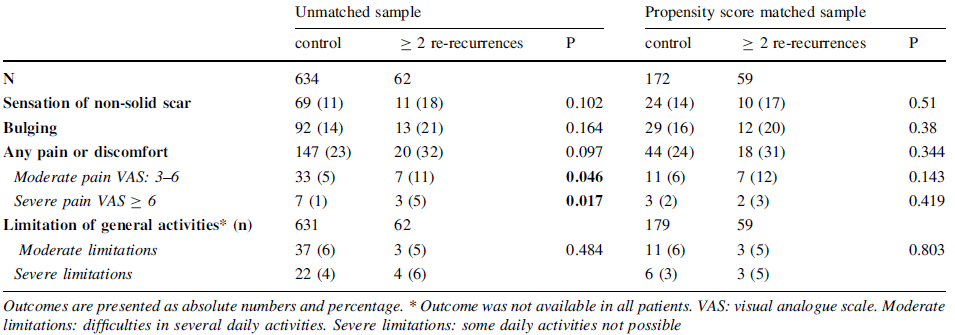 Unmatched sample Propensity score matched sample
control ≥ 2 re-recurrences P control ≥ 2 re-recurrences P
N 634 62 172 59
Sensation of non-solid scar 69 (11) 11 (18) 0.102 24 (14) 10 (17) 0.51
Bulging 92 (14) 13 (21) 0.164 29 (16) 12 (20) 0.38
Any pain or discomfort 147 (23) 20 (32) 0.097 44 (24) 18 (31) 0.344
Moderate pain VAS: 3–6 33 (5) 7 (11) 0.046 11 (6) 7 (12) 0.143
Severe pain VAS ≥ 6 7 (1) 3 (5) 0.017 3 (2) 2 (3) 0.419
Limitation of general activities* (n) 631 62 179 59
Moderate limitations 37 (6) 3 (5) 0.484 11 (6) 3 (5) 0.803
Severe limitations 22 (4) 4 (6) 6 (3) 3 (5)
Outcomes are presented as absolute numbers and percentage. * Outcome was not available in all patients. VAS: visual analogue scale. Moderate
limitations: difficulties in several daily activities. Severe limitations: some daily activities not possible